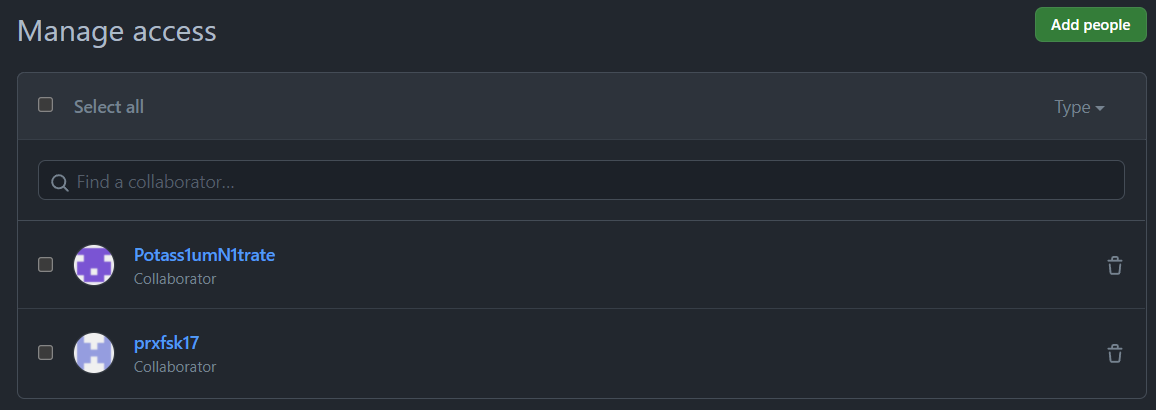 Manage access
Add people
Select all
Type
Find a collaborator...
Potass1umN1trate
Collaborator
prxfsk17
Collaborator